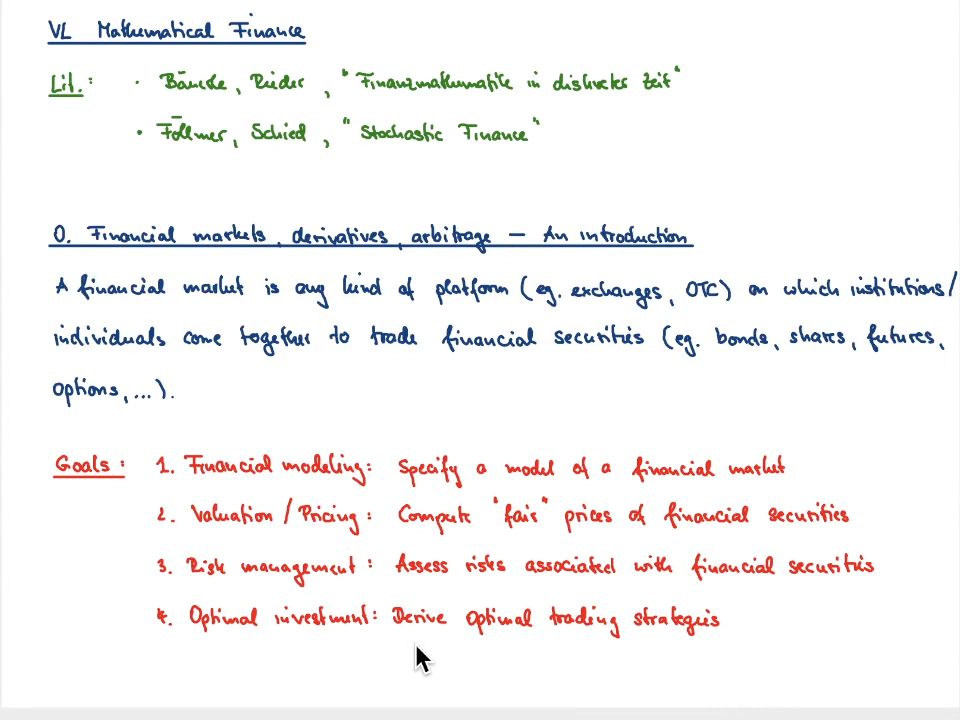 VL Mathematical Finance
Lit.: · Bäuerle, Rieder, "Finanzmathematik in diskreter Zeit"
· Föllmer, Schied, "Stochastic Finance"
0. Financial markets, derivatives, arbitrage – An introduction
A financial market is any kind of platform (eg. exchanges, OTC) on which institutions/
individuals come together to trade financial securities (eg. bonds, shares, futures,
options, ...).
Goals: 1. Financial modeling: Specify a model of a financial market
2. Valuation / Pricing: Compute "fair" prices of financial securities
3. Risk management: Assess risks associated with financial securities
4. Optimal investment: Derive optimal trading strategies